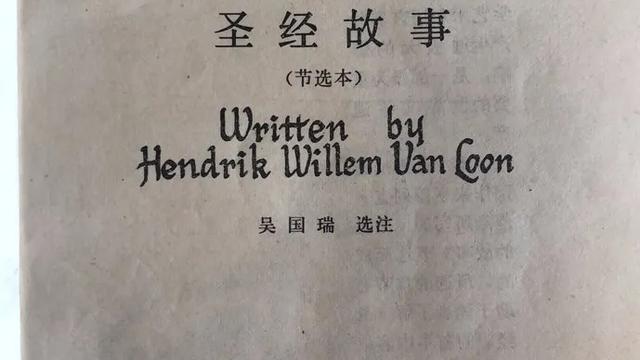 圣经故事
（节选本）
Written by
Hendrik Willem Van Loon
吴国瑞 选注